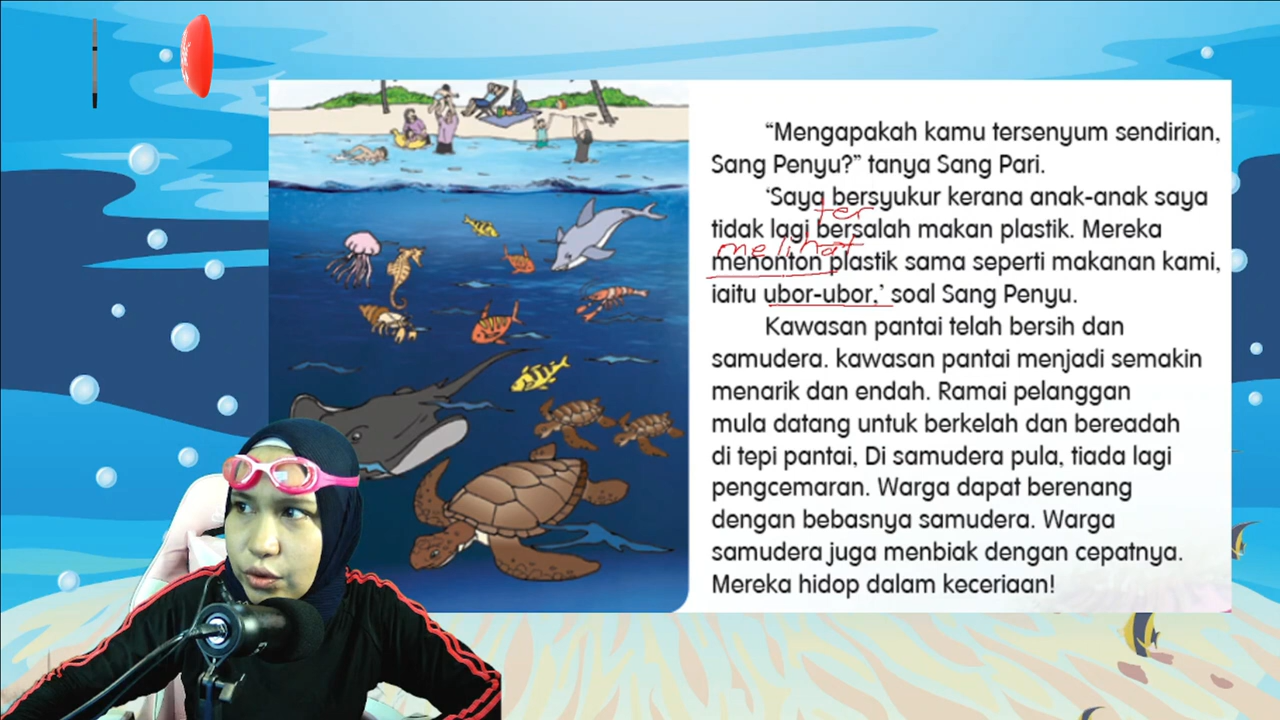 “Mengapakah kamu tersenyum sendirian,
Sang Penyu?” tanya Sang Pari.
‘Saya bersyukur kerana anak-anak saya
ter
tidak lagi bersalah makan plastik. Mereka
melihat
menonton plastik sama seperti makanan kami,
iaitu ubor-ubor,’ soal Sang Penyu.
Kawasan pantai telah bersih dan
samudera. kawasan pantai menjadi semakin
menarik dan endah. Ramai pelanggan
mula datang untuk berkelah dan bereadah
di tepi pantai, Di samudera pula, tiada lagi
pengcemaran. Warga dapat berenang
dengan bebasnya samudera. Warga
samudera juga menbiak dengan cepatnya.
Mereka hidop dalam keceriaan!